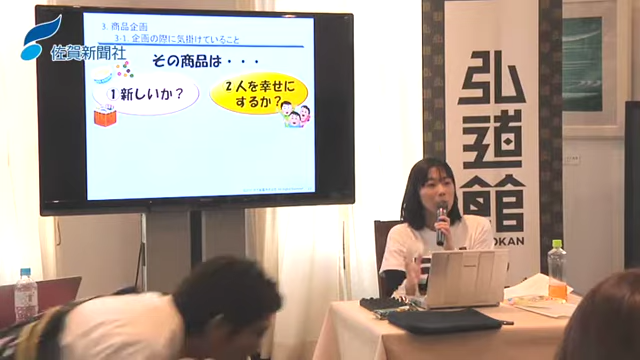 佐賀新聞社
3. 商品企画
3-1. 企画の際に気掛けていること
その商品は・・・
1 新しいか？
2 人を幸せに
するか？
弘道館
OKAN